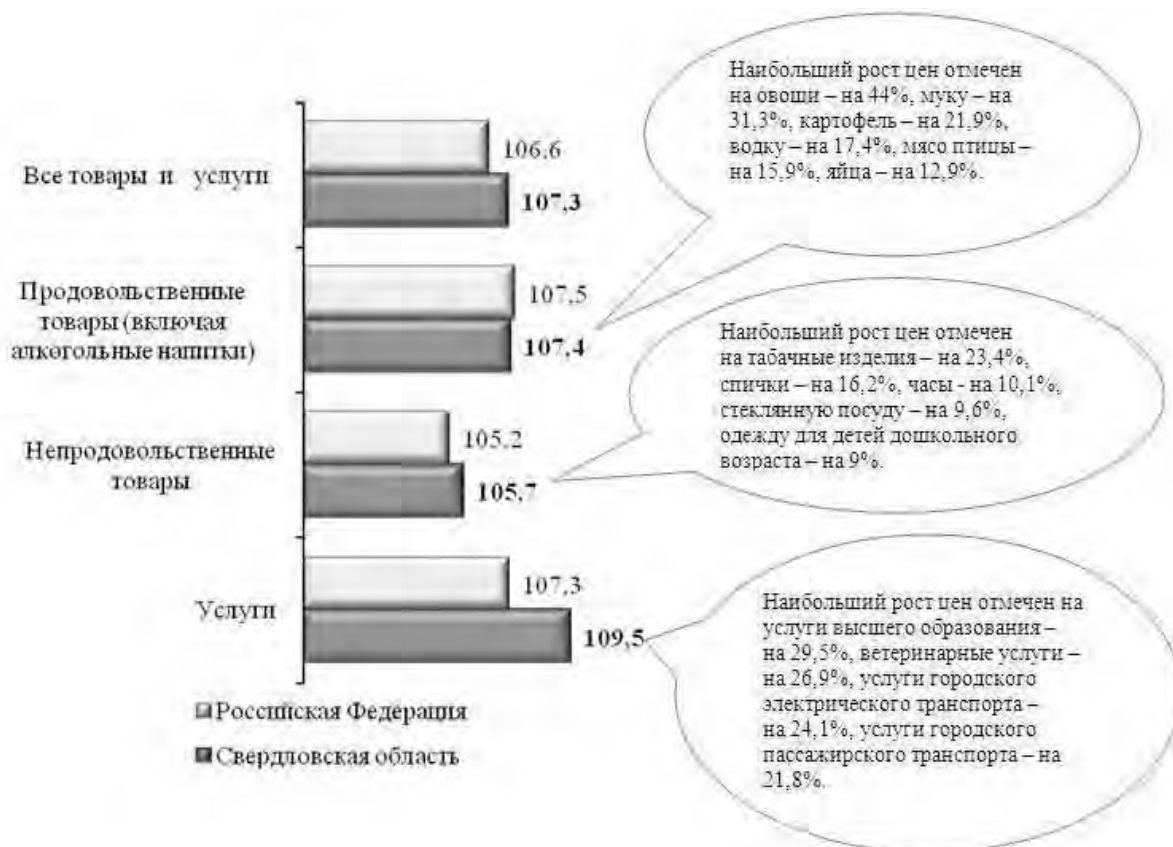 Наибольший рост цен отмечен
на овощи – на 44%, муку – на
31,3%, картофель – на 21,9%,
водку – на 17,4%, мясо птицы –
на 15,9%, яйца – на 12,9%.
Все товары и услуги
106,6
107,3
Продовольственные
товары (включая
алкогольные напитки)
107,5
107,4
Наибольший рост цен отмечен
на табачные изделия – на 23,4%,
спички – на 16,2%, часы - на 10,1%,
стеклянную посуду – на 9,6%,
одежду для детей дошкольного
возраста – на 9%.
Непродовольственные
товары
105,2
105,7
Услуги
107,3
109,5
Наибольший рост цен отмечен на
услуги высшего образования –
на 29,5%, ветеринарные услуги –
на 26,9%, услуги городского
электрического транспорта –
на 24,1%, услуги городского
пассажирского транспорта – на
21,8%.
Российская Федерация
Свердловская область